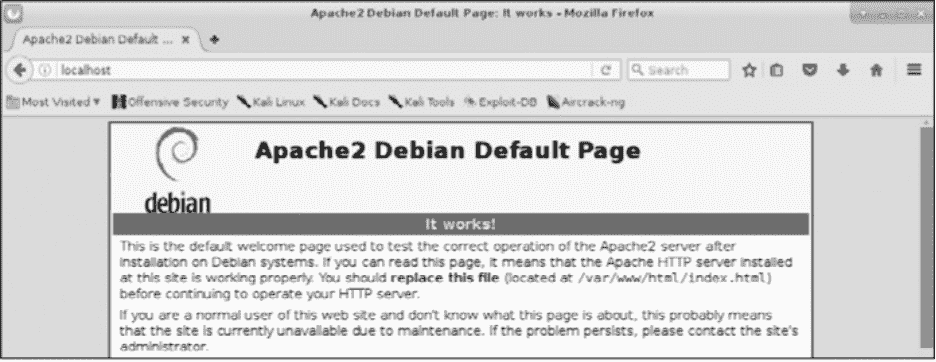 Apache2 Debian Default Page: It works - Mozilla Firefox
Apache2 Debian Default ...
localhost
Search
Most Visited
Offensive Security
Kali Linux
Kali Docs
Kali Tools
Exploit-DB
Aircrack-ng
debian
Apache2 Debian Default Page
It works!
This is the default welcome page used to test the correct operation of the Apache2 server after
installation on Debian systems. If you can read this page, it means that the Apache HTTP server installed
at this site is working properly. You should replace this file (located at /var/www/html/index.html)
before continuing to operate your HTTP server.
If you are a normal user of this web site and don't know what this page is about, this probably means
that the site is currently unavailable due to maintenance. If the problem persists, please contact the site's
administrator.